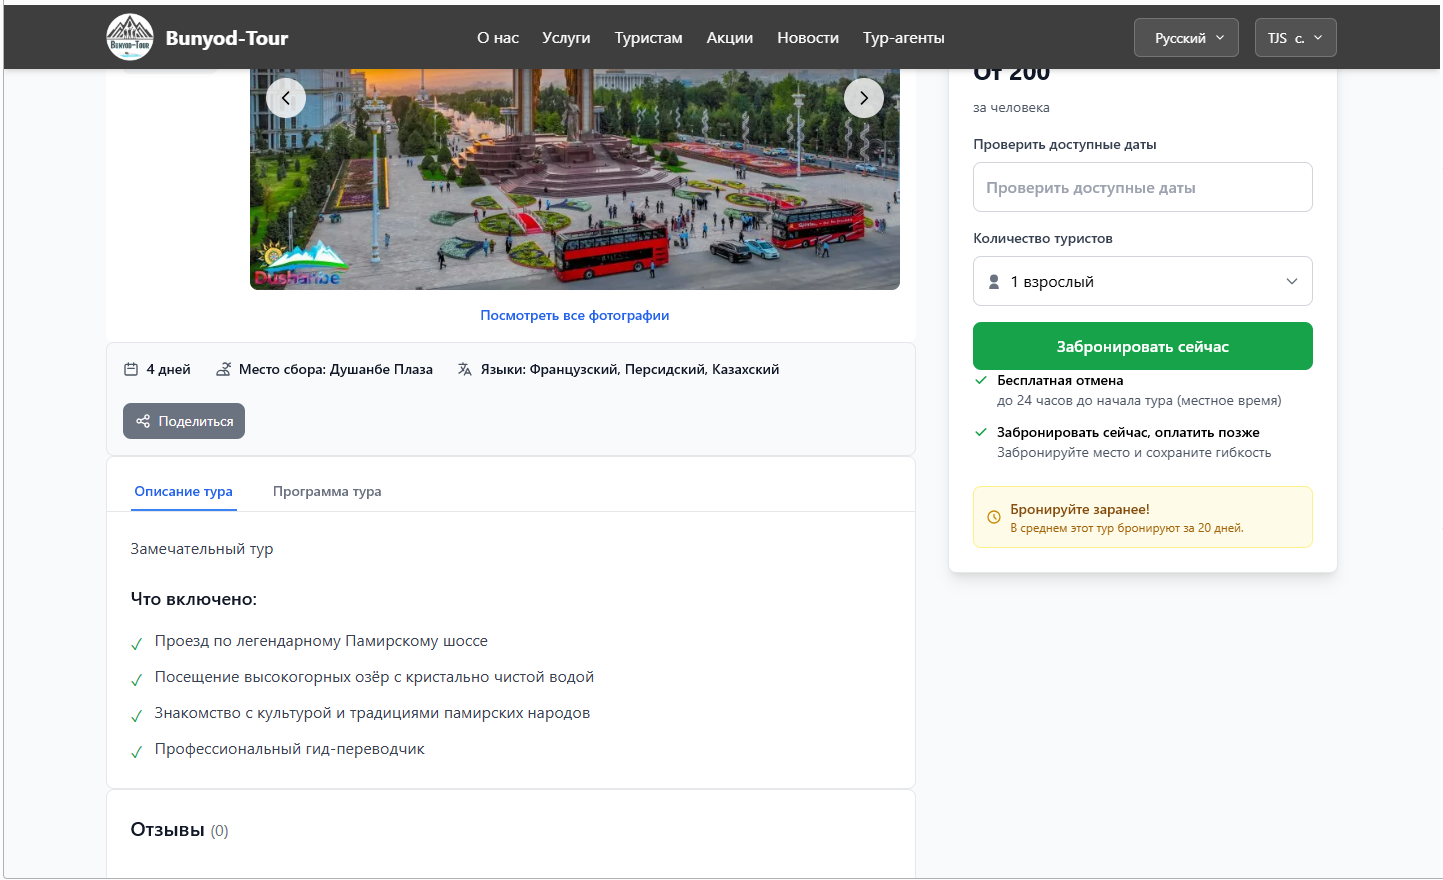 Bunyod-Tour
Bunyod-Tour
О нас
Услуги
Туристам
Акции
Новости
Тур-агенты
Русский
TJS с.
От 200
за человека
Проверить доступные даты
Проверить доступные даты
Количество туристов
1 взрослый
Забронировать сейчас
Бесплатная отмена
до 24 часов до начала тура (местное время)
Забронировать сейчас, оплатить позже
Забронируйте место и сохраните гибкость
Бронируйте заранее!
В среднем этот тур бронируют за 20 дней.
Dushanbe
Посмотреть все фотографии
4 дней
Место сбора: Душанбе Плаза
Языки: Французский, Персидский, Казахский
Поделиться
Описание тура
Программа тура
Замечательный тур
Что включено:
Проезд по легендарному Памирскому шоссе
Посещение высокогорных озёр с кристально чистой водой
Знакомство с культурой и традициями памирских народов
Профессиональный гид-переводчик
Отзывы (0)